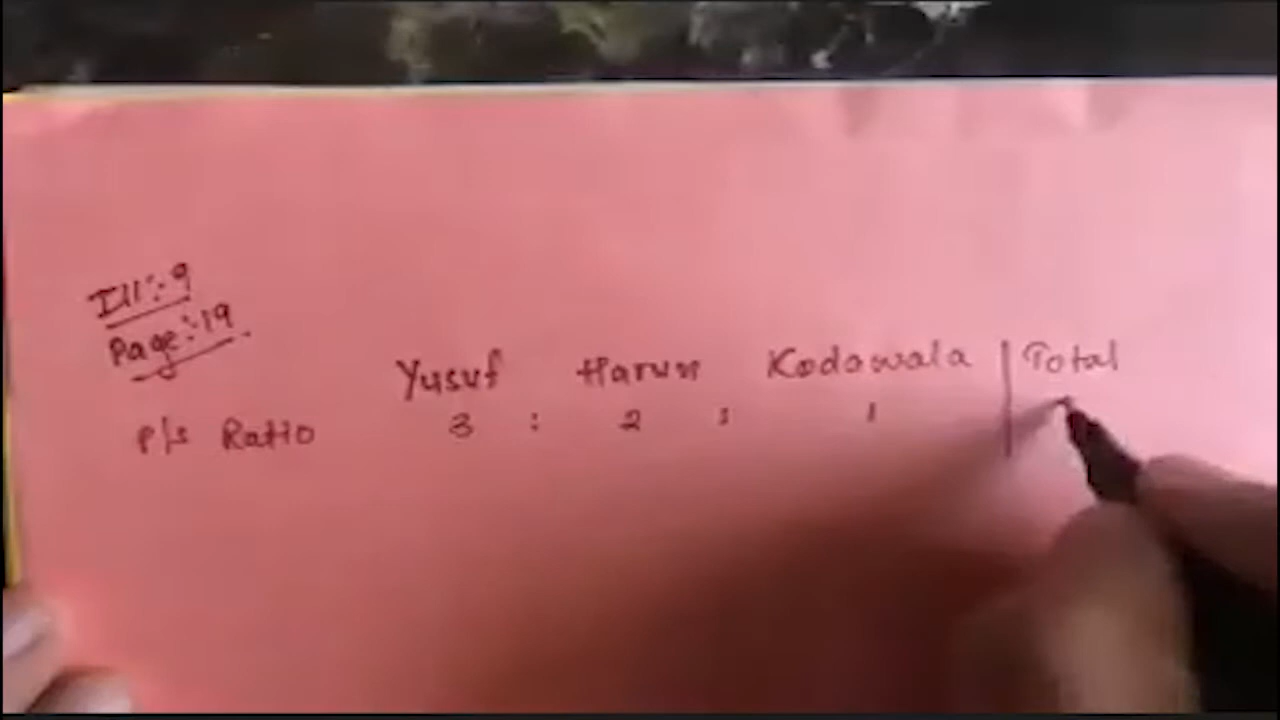 Ill:- 9
Page:- 19
Yusuf Harun Kodawala Total
P/s Ratio 3 : 2 : 1